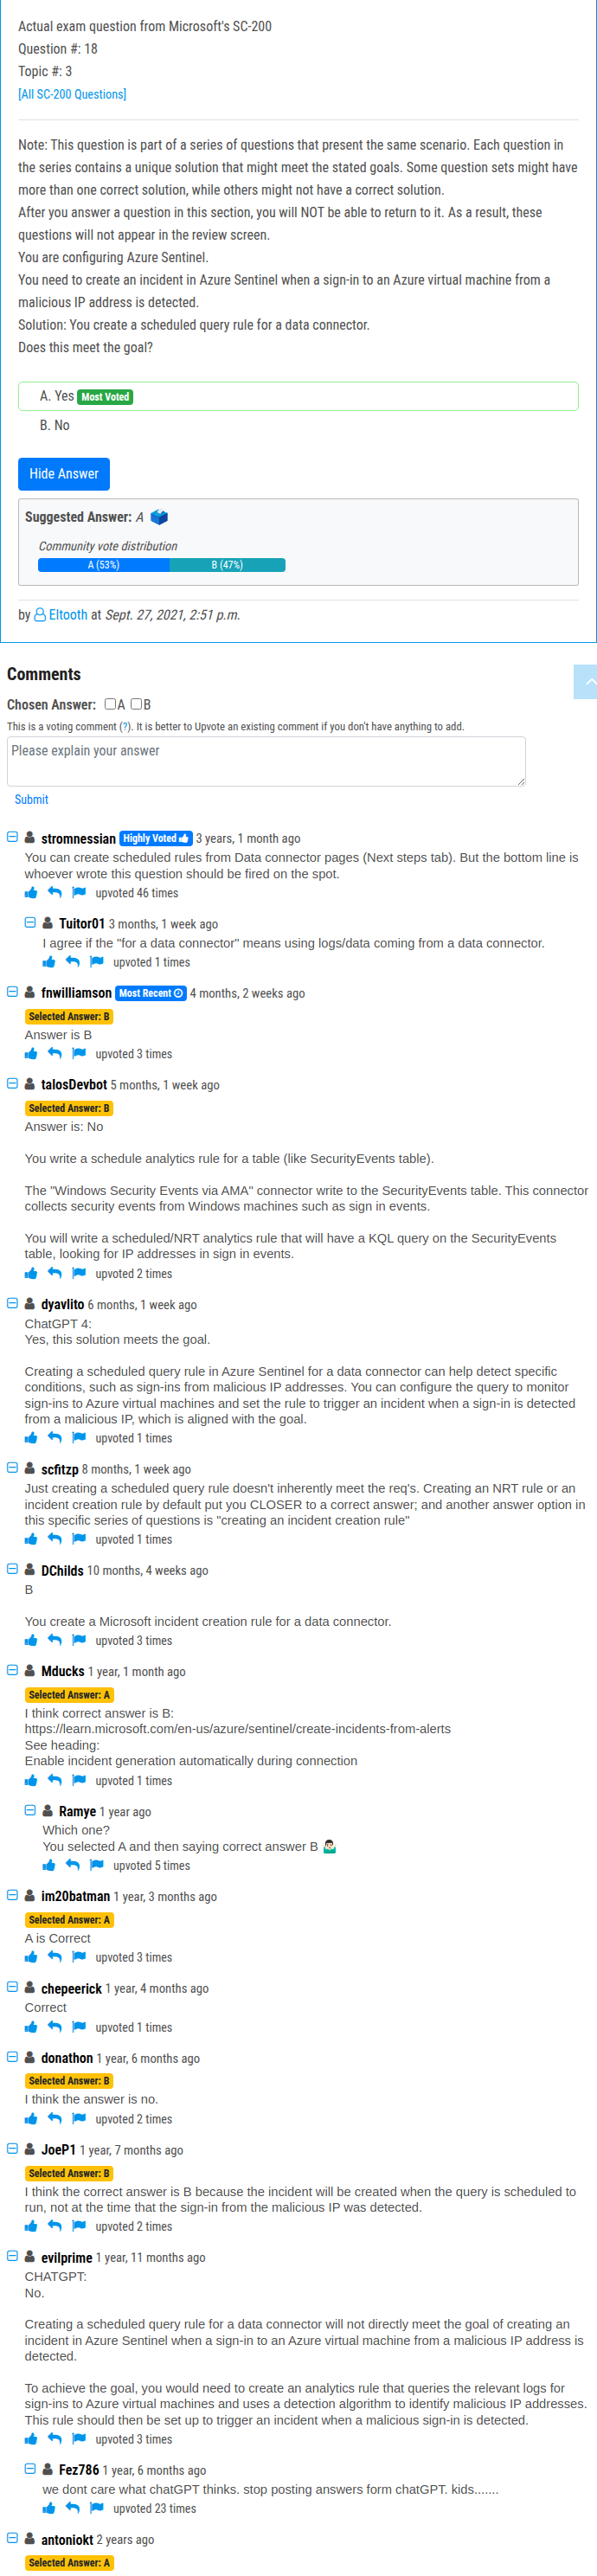 Actual exam question from Microsoft's SC-200
Question #: 18
Topic #: 3
[All SC-200 Questions]
Note: This question is part of a series of questions that present the same scenario. Each question in
the series contains a unique solution that might meet the stated goals. Some question sets might have
more than one correct solution, while others might not have a correct solution.
After you answer a question in this section, you will NOT be able to return to it. As a result, these
questions will not appear in the review screen.
You are configuring Azure Sentinel.
You need to create an incident in Azure Sentinel when a sign-in to an Azure virtual machine from a
malicious IP address is detected.
Solution: You create a scheduled query rule for a data connector.
Does this meet the goal?
A. Yes Most Voted
B. No
Hide Answer
Suggested Answer: A
Community vote distribution
A (53%) B (47%)
by Eltooth at Sept. 27, 2021, 2:51 p.m.
Comments
Chosen Answer: A B
This is a voting comment (?). It is better to Upvote an existing comment if you don't have anything to add.
Please explain your answer
Submit
stromnessian Highly Voted 3 years, 1 month ago
You can create scheduled rules from Data connector pages (Next steps tab). But the bottom line is
whoever wrote this question should be fired on the spot.
upvoted 46 times
Tuitor01 3 months, 1 week ago
I agree if the "for a data connector" means using logs/data coming from a data connector.
upvoted 1 times
fnwilliamson Most Recent 4 months, 2 weeks ago
Selected Answer: B
Answer is B
upvoted 3 times
talosDevbot 5 months, 1 week ago
Selected Answer: B
Answer is: No
You write a schedule analytics rule for a table (like SecurityEvents table).
The "Windows Security Events via AMA" connector write to the SecurityEvents table. This connector
collects security events from Windows machines such as sign in events.
You will write a scheduled/NRT analytics rule that will have a KQL query on the SecurityEvents
table, looking for IP addresses in sign in events.
upvoted 2 times
dyavlito 6 months, 1 week ago
ChatGPT 4:
Yes, this solution meets the goal.
Creating a scheduled query rule in Azure Sentinel for a data connector can help detect specific
conditions, such as sign-ins from malicious IP addresses. You can configure the query to monitor
sign-ins to Azure virtual machines and set the rule to trigger an incident when a sign-in is detected
from a malicious IP, which is aligned with the goal.
upvoted 1 times
scfitzp 8 months, 1 week ago
Just creating a scheduled query rule doesn't inherently meet the req's. Creating an NRT rule or an
incident creation rule by default put you CLOSER to a correct answer; and another answer option in
this specific series of questions is "creating an incident creation rule"
upvoted 1 times
DChilds 10 months, 4 weeks ago
B
You create a Microsoft incident creation rule for a data connector.
upvoted 3 times
Mducks 1 year, 1 month ago
Selected Answer: A
I think correct answer is B:
https://learn.microsoft.com/en-us/azure/sentinel/create-incidents-from-alerts
See heading:
Enable incident generation automatically during connection
upvoted 1 times
Ramye 1 year ago
Which one?
You selected A and then saying correct answer B 🤷🏻‍♂️
upvoted 5 times
im20batman 1 year, 3 months ago
Selected Answer: A
A is Correct
upvoted 3 times
chepeerick 1 year, 4 months ago
Correct
upvoted 1 times
donathon 1 year, 6 months ago
Selected Answer: B
I think the answer is no.
upvoted 2 times
JoeP1 1 year, 7 months ago
Selected Answer: B
I think the correct answer is B because the incident will be created when the query is scheduled to
run, not at the time that the sign-in from the malicious IP was detected.
upvoted 2 times
evilprime 1 year, 11 months ago
CHATGPT:
No.
Creating a scheduled query rule for a data connector will not directly meet the goal of creating an
incident in Azure Sentinel when a sign-in to an Azure virtual machine from a malicious IP address is
detected.
To achieve the goal, you would need to create an analytics rule that queries the relevant logs for
sign-ins to Azure virtual machines and uses a detection algorithm to identify malicious IP addresses.
This rule should then be set up to trigger an incident when a malicious sign-in is detected.
upvoted 3 times
Fez786 1 year, 6 months ago
we dont care what chatGPT thinks. stop posting answers form chatGPT. kids.......
upvoted 23 times
antoniokt 2 years ago
Selected Answer: A